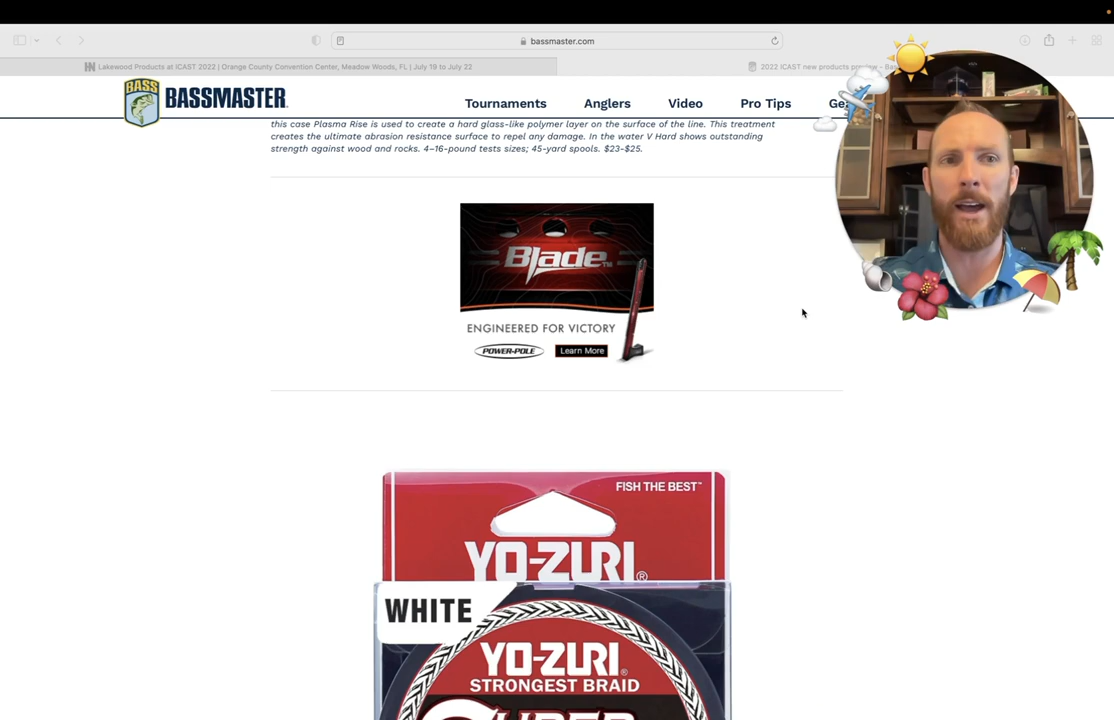 bassmaster.com
Lakewood Products at ICAST 2022 | Orange County Convention Center, Meadow Woods, FL | July 19 to July 22
2022 ICAST new products preview – Bas
BASS
BASSMASTER
Tournaments
Anglers
Video
Pro Tips
this case Plasma Rise is used to create a hard glass-like polymer layer on the surface of the line. This treatment
creates the ultimate abrasion resistance surface to repel any damage. In the water V Hard shows outstanding
strength against wood and rocks. 4–16-pound tests sizes; 45-yard spools. $23-$25.
Blade™
ENGINEERED FOR VICTORY
POWER-POLE
Learn More
FISH THE BEST™
YO-ZURI®
WHITE
YO-ZURI®
STRONGEST BRAID